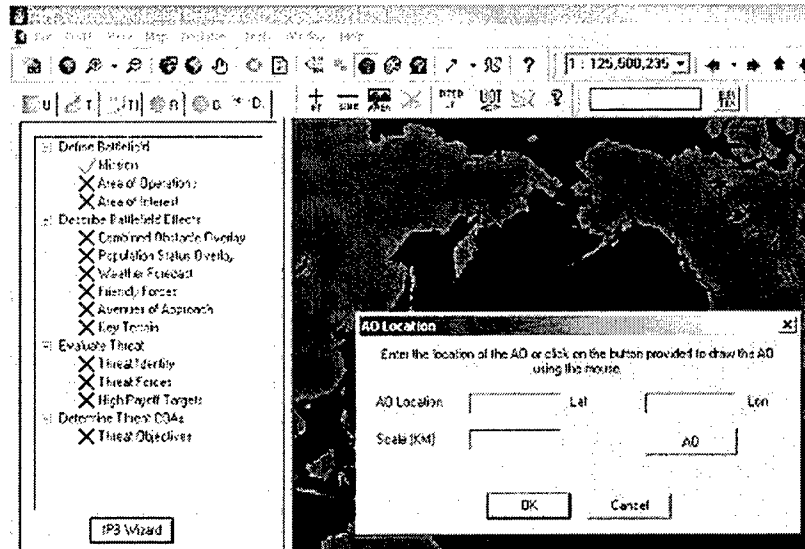 ? 1 : 125,500,235
Define Battlefield
Mission
Area of Operations
Area of Interest
Describe Battlefield Effects
Combined Obstacle Overlay
Population Status Overlay
Weather Forecast
Friendly Forces
Avenues of Approach
Key Terrain
Evaluate Threat
Threat Identity
Threat Forces
High Payoff Targets
Determine Threat COAs
Threat Objectives
IPB Wizard
AO Location
Enter the location of the AO or click on the button provided to draw the AO
using the mouse.
AO Location Lat Lon
Scale (KM) AO
OK Cancel